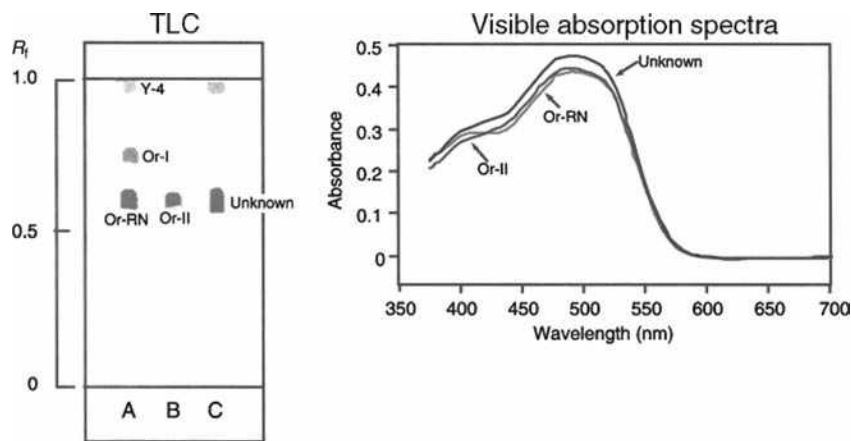 TLC
Rf
1.0
Y-4
Or-I
Or-RN
Or-II
Unknown
0.5
0
A B C
Visible absorption spectra
0.5
0.4
0.3
0.2
0.1
0
Absorbance
Unknown
Or-RN
Or-II
350 400 450 500 550 600 650 700
Wavelength (nm)